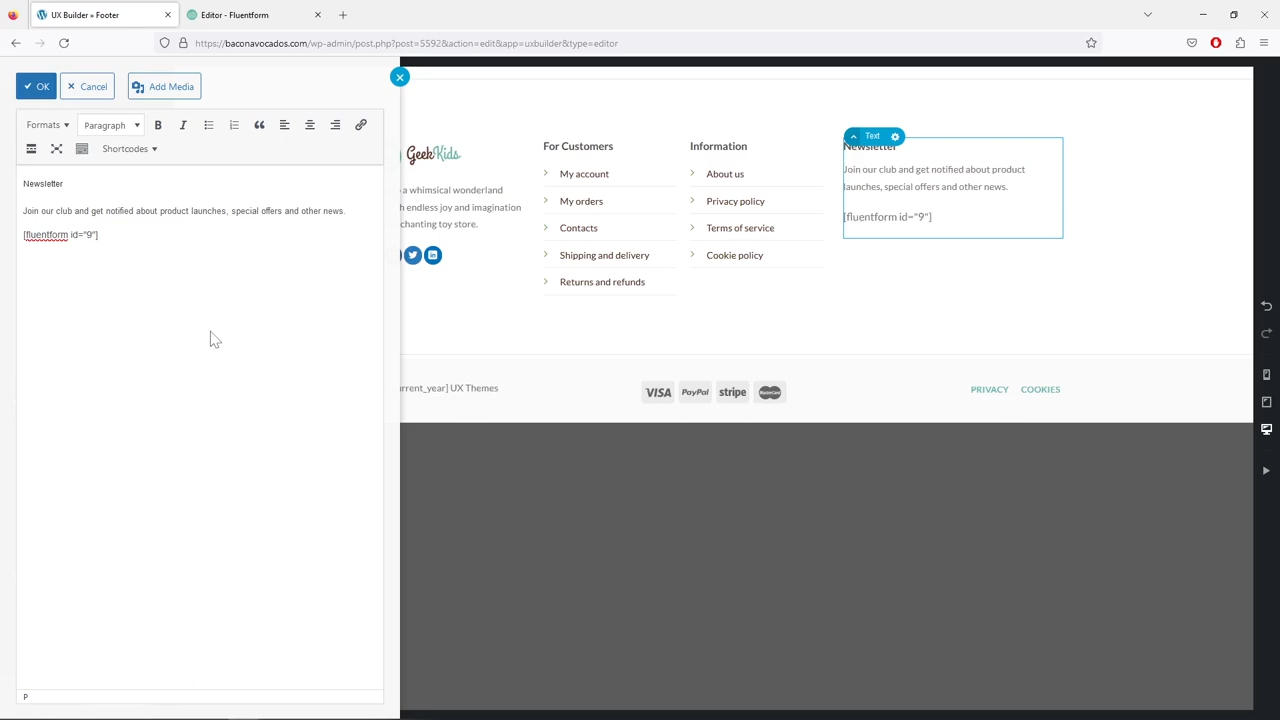 UX Builder » Footer
Editor - Fluentform
https://baconavocados.com/wp-admin/post.php?post=5592&action=edit&app=uxbuilder&type=editor
OK
Cancel
Add Media
Formats
Paragraph
B
I
Shortcodes
Newsletter
Join our club and get notified about product launches, special offers and other news.
[fluentform id="9"]
P
GeekKids
a whimsical wonderland
th endless joy and imagination
chanting toy store.
For Customers
My account
My orders
Contacts
Shipping and delivery
Returns and refunds
Information
About us
Privacy policy
Terms of service
Cookie policy
Text
Newsletter
Join our club and get notified about product
launches, special offers and other news.
[fluentform id="9"]
urrent_year] UX Themes
VISA
PayPal
stripe
MasterCard
PRIVACY
COOKIES